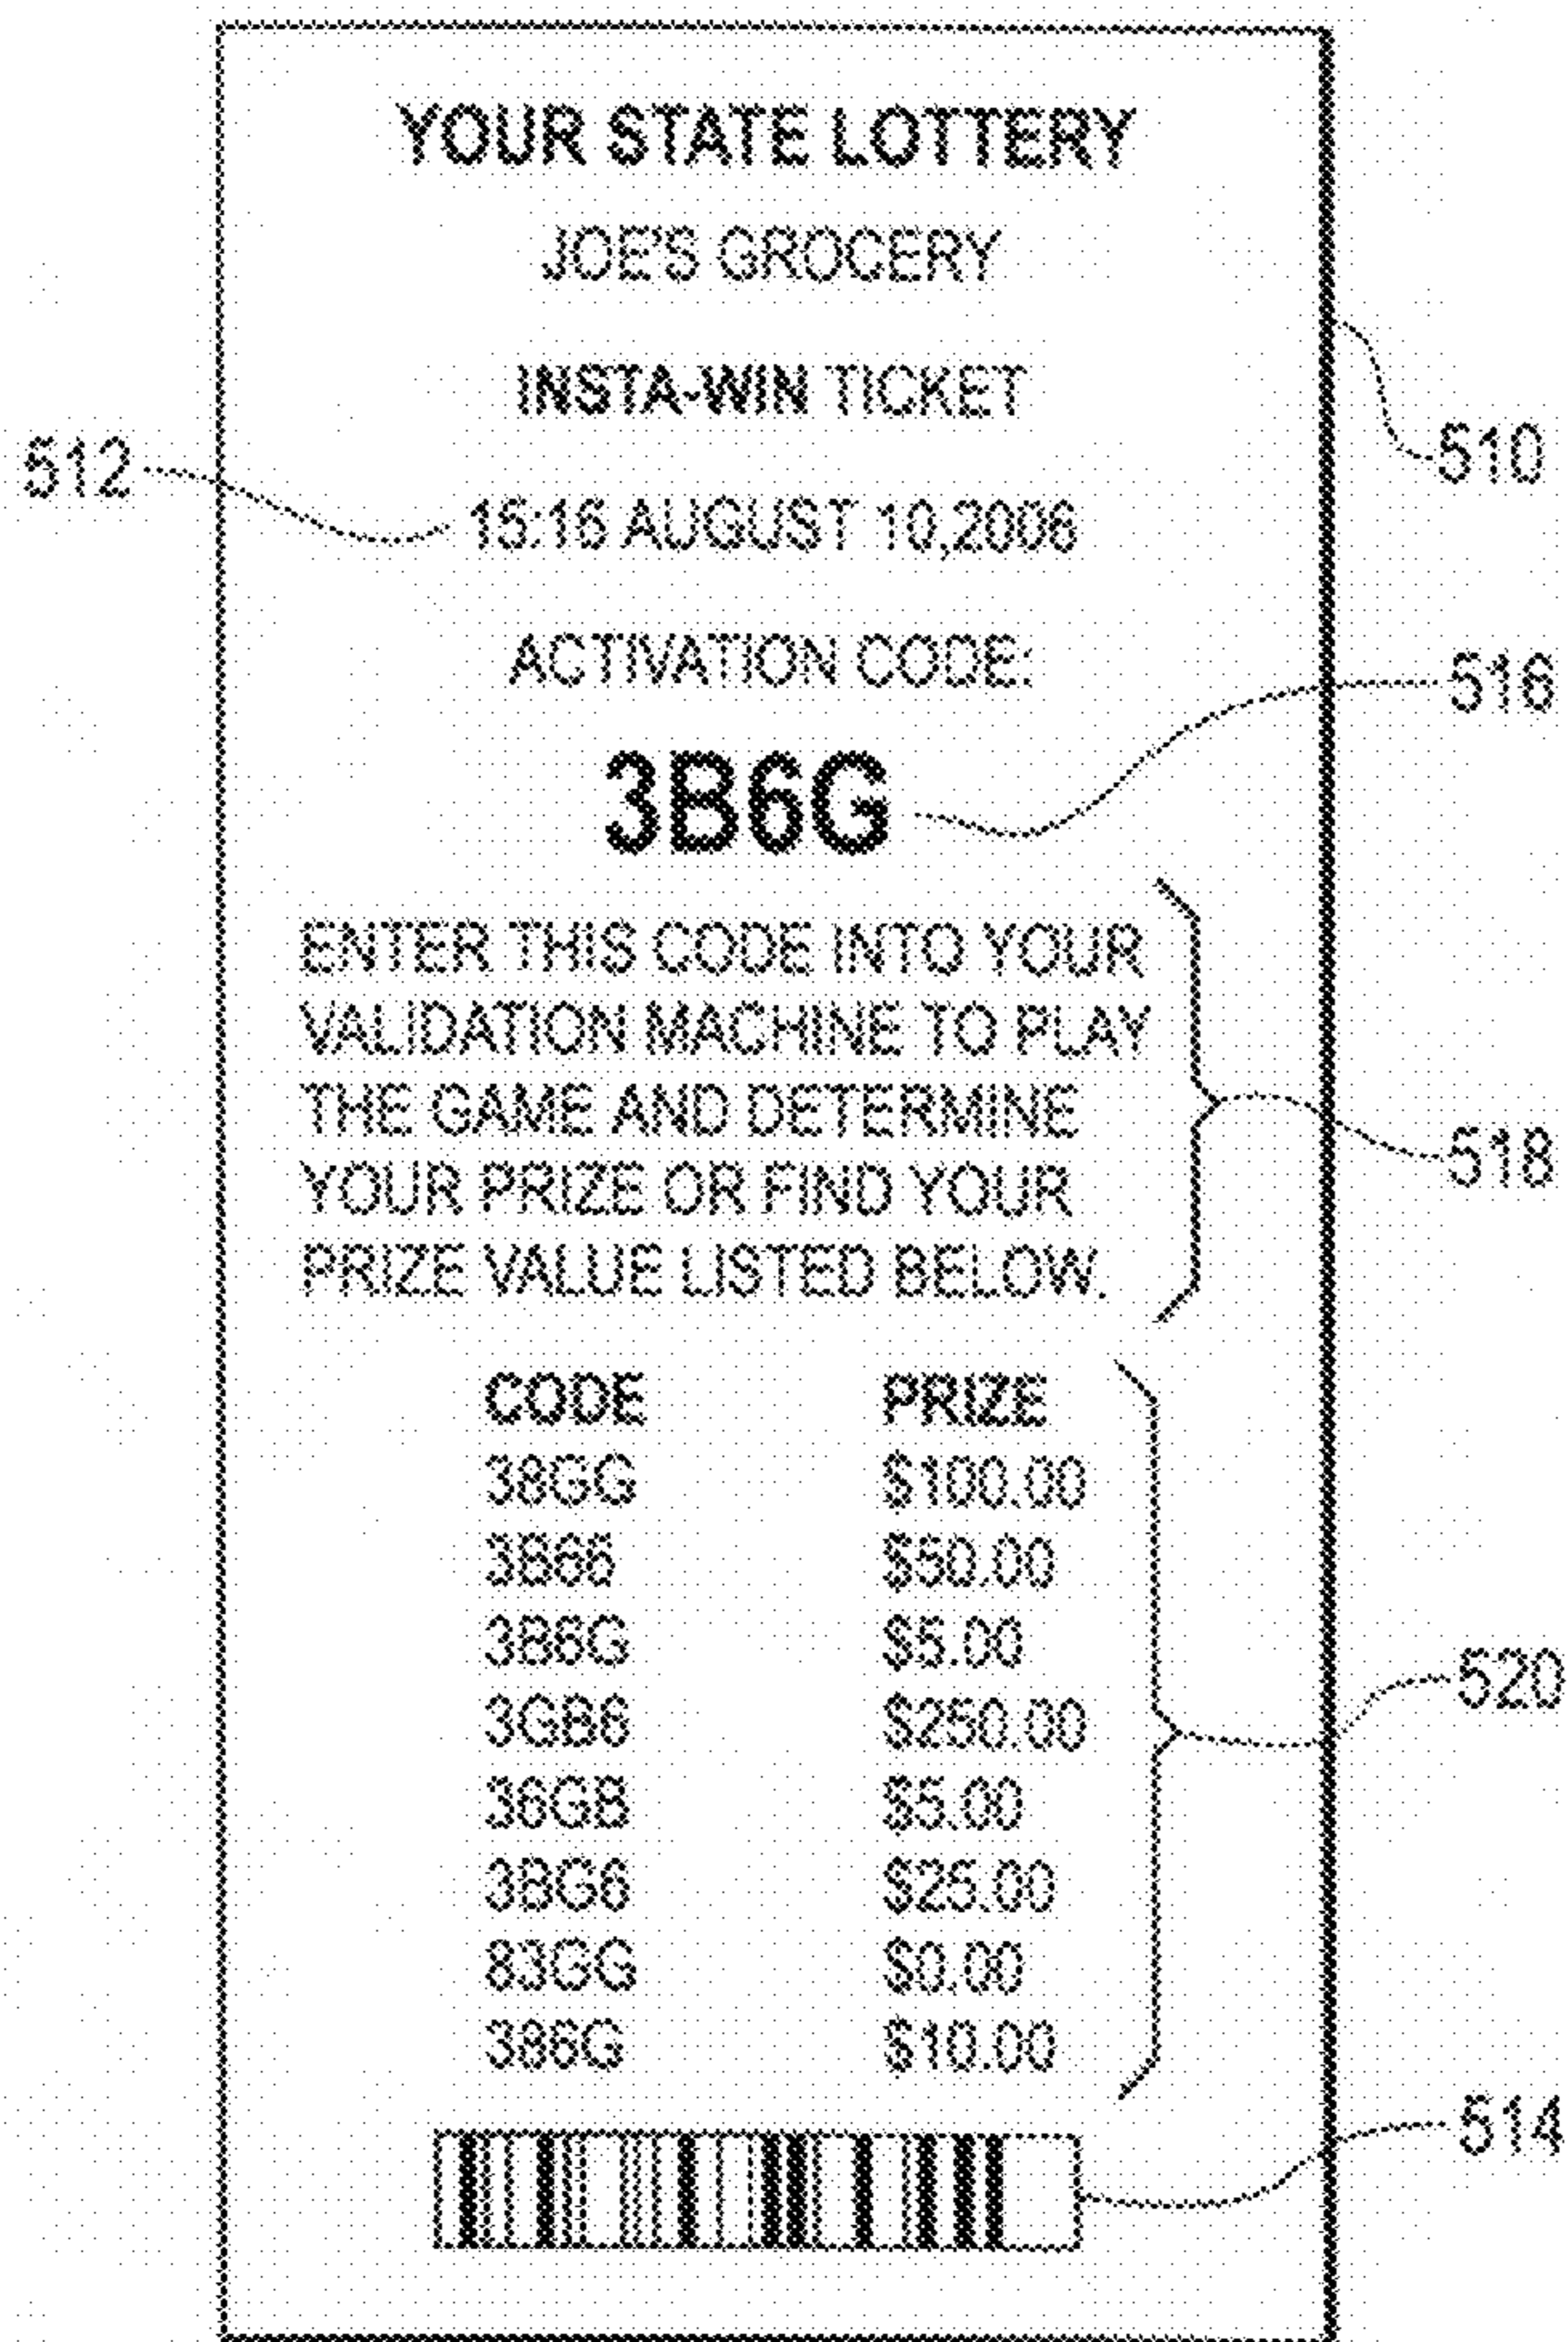 YOUR STATE LOTTERY
JOE'S GROCERY
INSTA-WIN TICKET
510
512
15:16 AUGUST 10,2006
ACTIVATION CODE:
516
3B6G
ENTER THIS CODE INTO YOUR
VALIDATION MACHINE TO PLAY
THE GAME AND DETERMINE
518
YOUR PRIZE OR FIND YOUR
PRIZE VALUE LISTED BELOW.
CODE PRIZE
38GG $100.00
3B66 $50.00
3B6G $5.00
520
3GB6 $250.00
36GB $5.00
3BG6 $25.00
83GG $0.00
386G $10.00
514